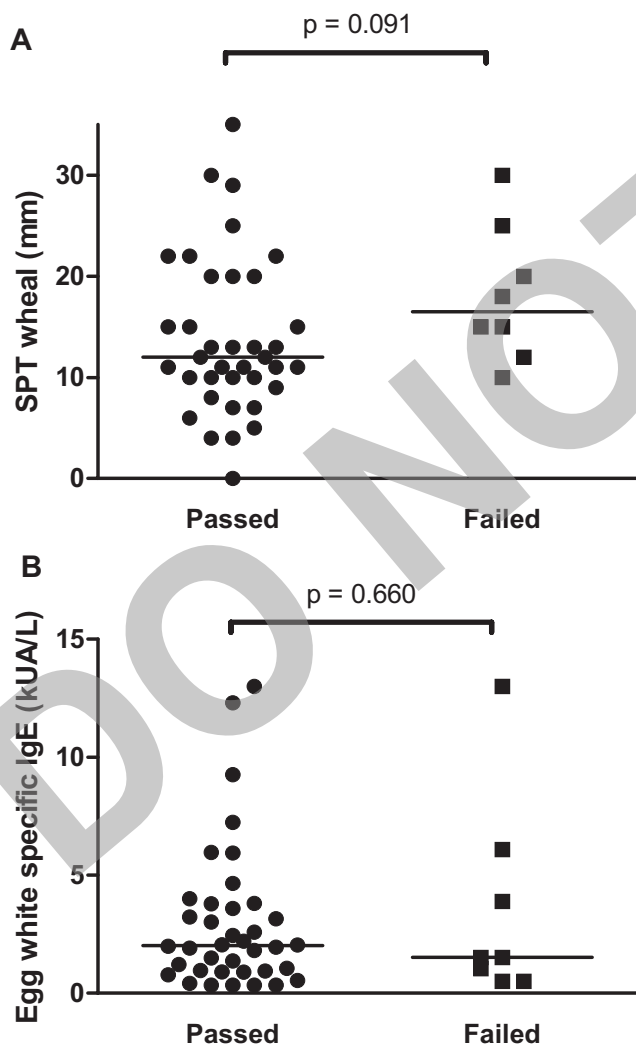 A
p = 0.091
SPT wheal (mm)
30
20
10
0
Passed Failed
B
p = 0.660
Egg white specific IgE (kUA/L)
15
10
5
0
Passed Failed
DO NOT